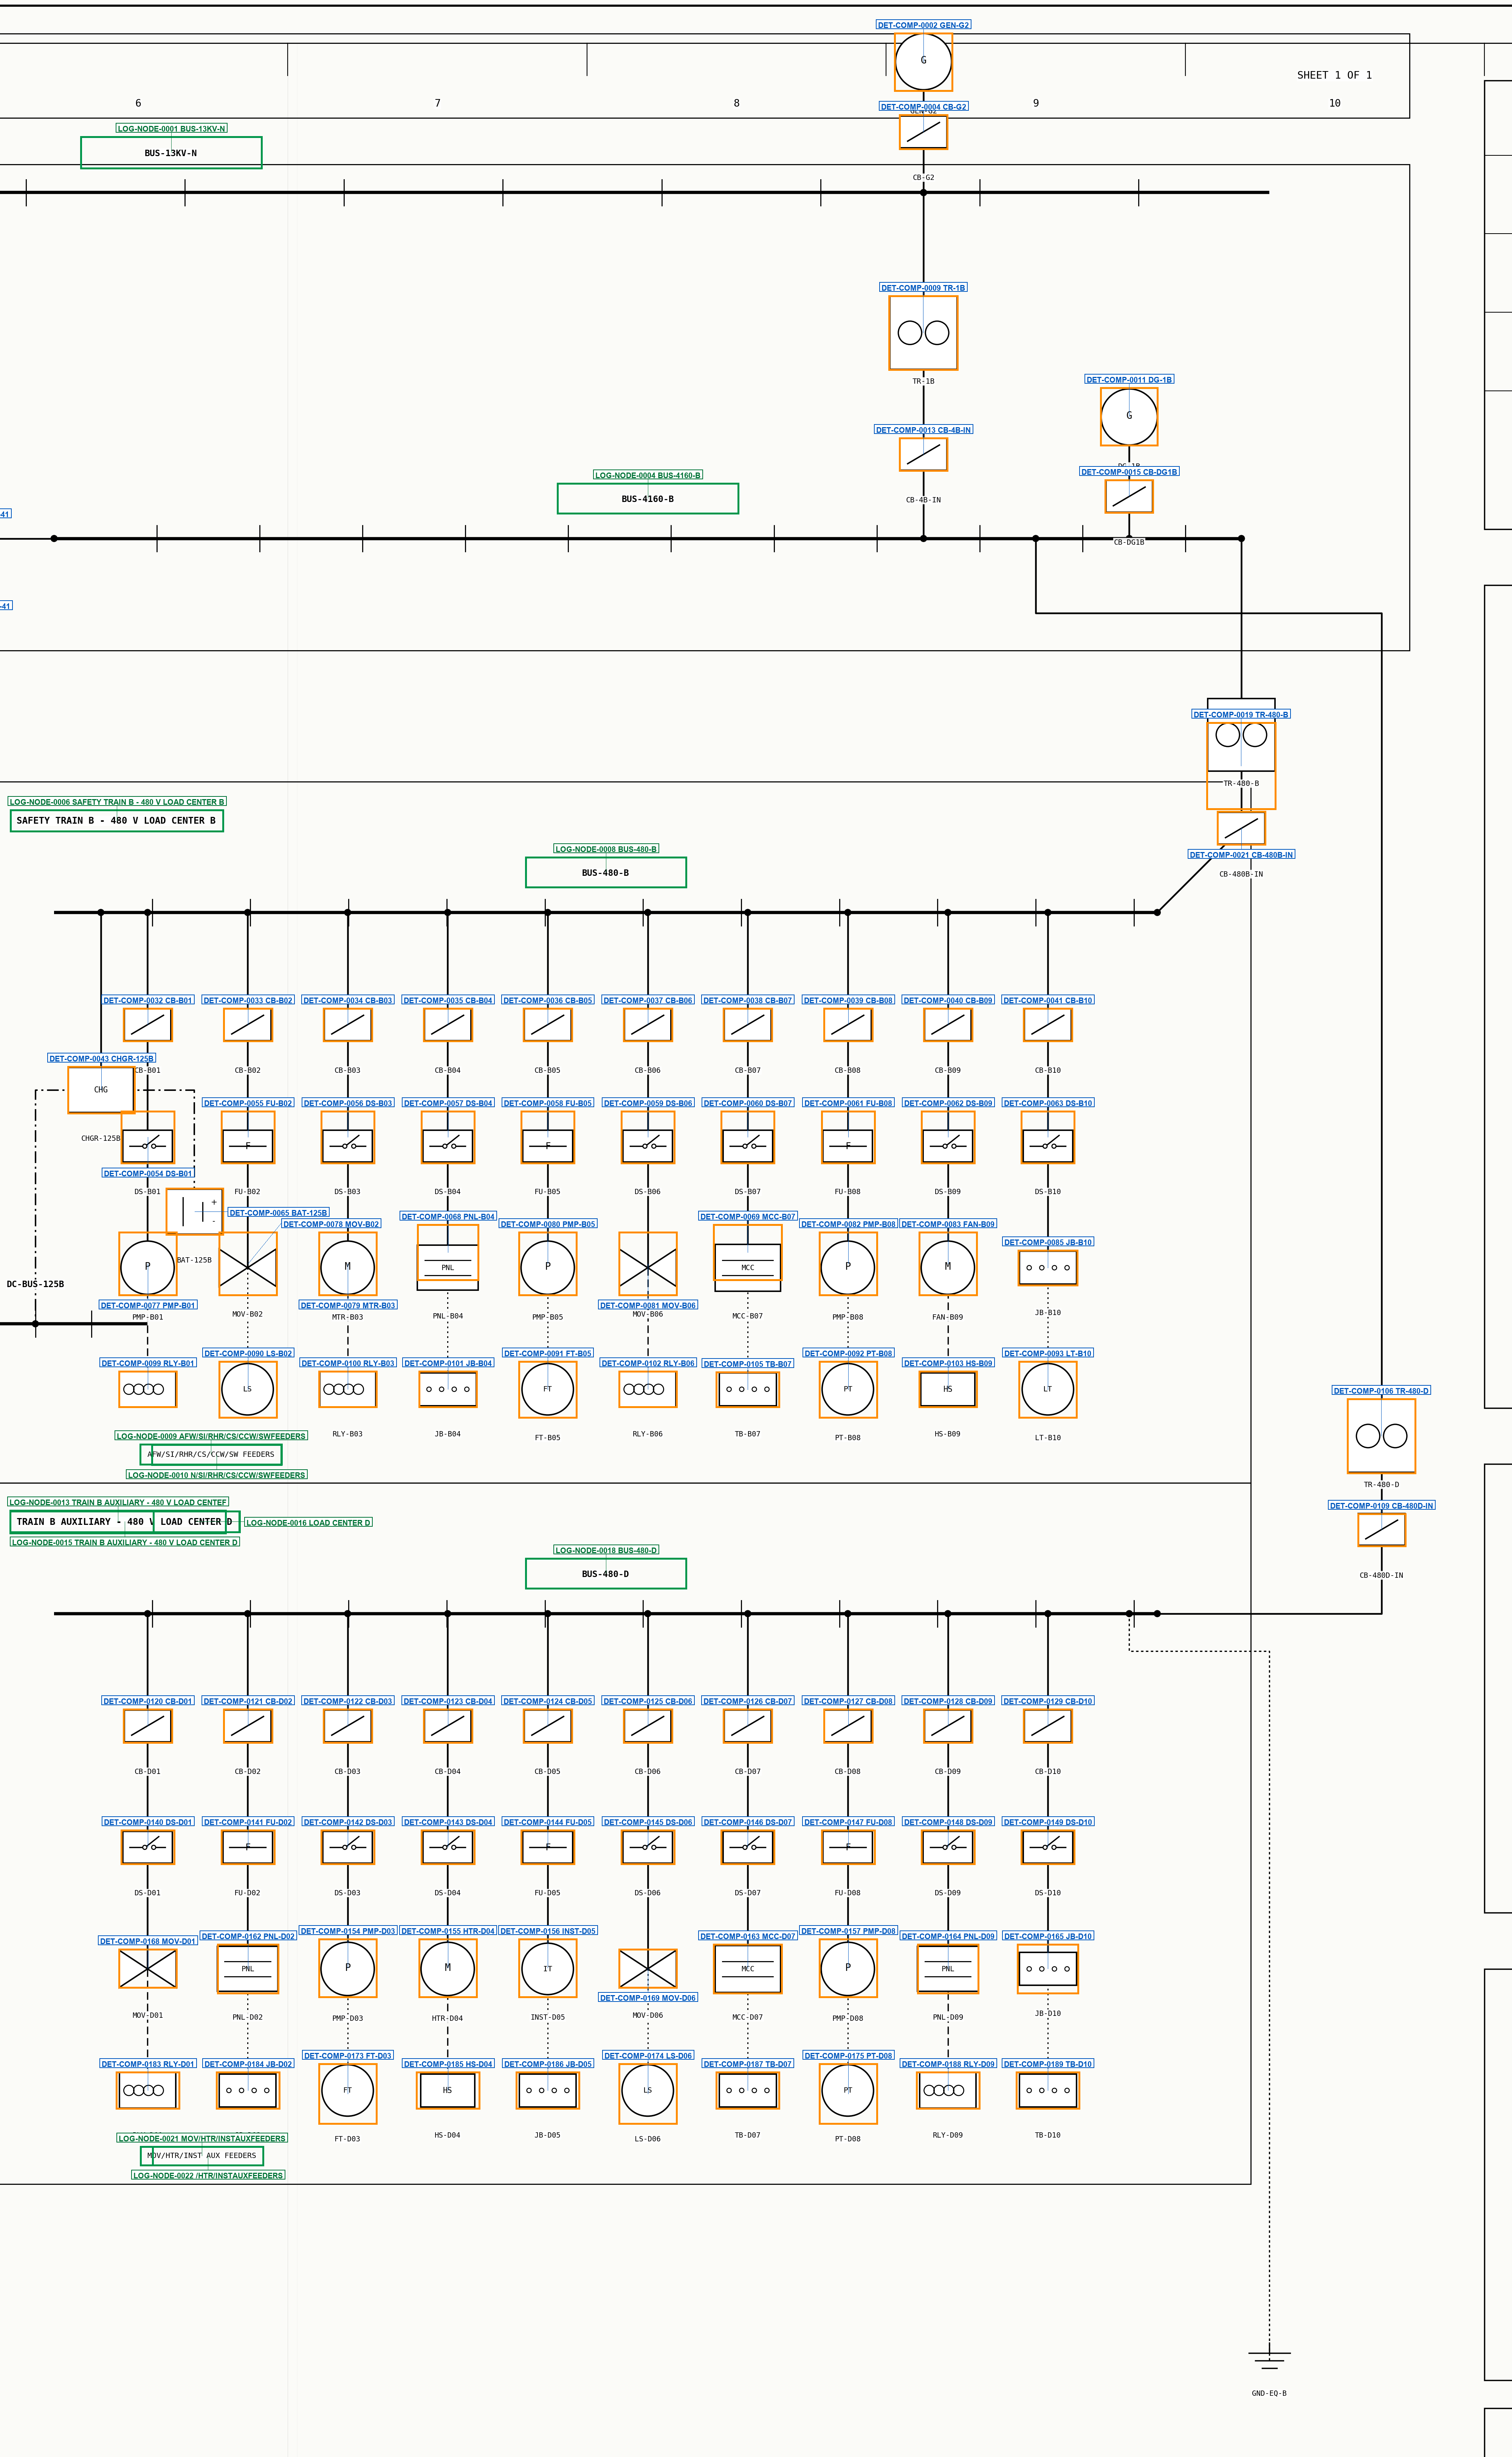 DET-COMP-0002 GEN-G2
G
SHEET 1 OF 1
6
7
8
9
10
DET-COMP-0004 CB-G2
LOG-NODE-0001 BUS-13KV-N
BUS-13KV-N
CB-G2
DET-COMP-0009 TR-1B
TR-1B
DET-COMP-0011 DG-1B
G
DET-COMP-0013 CB-4B-IN
CB-4B-IN
DET-COMP-0015 CB-DG1B
CB-DG1B
LOG-NODE-0004 BUS-4160-B
BUS-4160-B
-41
-41
DET-COMP-0019 TR-480-B
TR-480-B
LOG-NODE-0006 SAFETY TRAIN B - 480 V LOAD CENTER B
SAFETY TRAIN B - 480 V LOAD CENTER B
LOG-NODE-0008 BUS-480-B
BUS-480-B
DET-COMP-0021 CB-480B-IN
CB-480B-IN
DET-COMP-0032 CB-B01
DET-COMP-0033 CB-B02
DET-COMP-0034 CB-B03
DET-COMP-0035 CB-B04
DET-COMP-0036 CB-B05
DET-COMP-0037 CB-B06
DET-COMP-0038 CB-B07
DET-COMP-0039 CB-B08
DET-COMP-0040 CB-B09
DET-COMP-0041 CB-B10
DET-COMP-0043 CHGR-125B
CB-B01
CB-B02
CB-B03
CB-B04
CB-B05
CB-B06
CB-B07
CB-B08
CB-B09
CB-B10
CHG
DET-COMP-0055 FU-B02
DET-COMP-0056 DS-B03
DET-COMP-0057 DS-B04
DET-COMP-0058 FU-B05
DET-COMP-0059 DS-B06
DET-COMP-0060 DS-B07
DET-COMP-0061 FU-B08
DET-COMP-0062 DS-B09
DET-COMP-0063 DS-B10
CHGR-125B
F
F
F
DET-COMP-0054 DS-B01
DS-B01
FU-B02
DS-B03
DS-B04
FU-B05
DS-B06
DS-B07
FU-B08
DS-B09
DS-B10
+
-
DET-COMP-0065 BAT-125B
DET-COMP-0078 MOV-B02
DET-COMP-0068 PNL-B04
DET-COMP-0080 PMP-B05
DET-COMP-0069 MCC-B07
DET-COMP-0082 PMP-B08
DET-COMP-0083 FAN-B09
DET-COMP-0085 JB-B10
BAT-125B
P
M
PNL
P
MCC
P
M
DC-BUS-125B
DET-COMP-0077 PMP-B01
DET-COMP-0079 MTR-B03
DET-COMP-0081 MOV-B06
PMP-B01
MOV-B02
MTR-B03
PNL-B04
PMP-B05
MOV-B06
MCC-B07
PMP-B08
FAN-B09
JB-B10
DET-COMP-0099 RLY-B01
DET-COMP-0090 LS-B02
DET-COMP-0100 RLY-B03
DET-COMP-0101 JB-B04
DET-COMP-0091 FT-B05
DET-COMP-0102 RLY-B06
DET-COMP-0105 TB-B07
DET-COMP-0092 PT-B08
DET-COMP-0103 HS-B09
DET-COMP-0093 LT-B10
LS
FT
PT
HS
LT
RLY-B03
JB-B04
FT-B05
RLY-B06
TB-B07
PT-B08
HS-B09
LT-B10
DET-COMP-0106 TR-480-D
TR-480-D
LOG-NODE-0009 AFW/SI/RHR/CS/CCW/SWFEEDERS
AFW/SI/RHR/CS/CCW/SW FEEDERS
LOG-NODE-0010 N/SI/RHR/CS/CCW/SWFEEDERS
LOG-NODE-0013 TRAIN B AUXILIARY - 480 V LOAD CENTEF
TRAIN B AUXILIARY - 480 V LOAD CENTER D
LOG-NODE-0016 LOAD CENTER D
LOG-NODE-0015 TRAIN B AUXILIARY - 480 V LOAD CENTER D
DET-COMP-0109 CB-480D-IN
CB-480D-IN
LOG-NODE-0018 BUS-480-D
BUS-480-D
DET-COMP-0120 CB-D01
DET-COMP-0121 CB-D02
DET-COMP-0122 CB-D03
DET-COMP-0123 CB-D04
DET-COMP-0124 CB-D05
DET-COMP-0125 CB-D06
DET-COMP-0126 CB-D07
DET-COMP-0127 CB-D08
DET-COMP-0128 CB-D09
DET-COMP-0129 CB-D10
CB-D01
CB-D02
CB-D03
CB-D04
CB-D05
CB-D06
CB-D07
CB-D08
CB-D09
CB-D10
DET-COMP-0140 DS-D01
DET-COMP-0141 FU-D02
DET-COMP-0142 DS-D03
DET-COMP-0143 DS-D04
DET-COMP-0144 FU-D05
DET-COMP-0145 DS-D06
DET-COMP-0146 DS-D07
DET-COMP-0147 FU-D08
DET-COMP-0148 DS-D09
DET-COMP-0149 DS-D10
F
F
F
DS-D01
FU-D02
DS-D03
DS-D04
FU-D05
DS-D06
DS-D07
FU-D08
DS-D09
DS-D10
DET-COMP-0168 MOV-D01
DET-COMP-0162 PNL-D02
DET-COMP-0154 PMP-D03
DET-COMP-0155 HTR-D04
DET-COMP-0156 INST-D05
DET-COMP-0163 MCC-D07
DET-COMP-0157 PMP-D08
DET-COMP-0164 PNL-D09
DET-COMP-0165 JB-D10
PNL
P
M
IT
MCC
P
PNL
DET-COMP-0169 MOV-D06
MOV-D01
PNL-D02
PMP-D03
HTR-D04
INST-D05
MOV-D06
MCC-D07
PMP-D08
PNL-D09
JB-D10
DET-COMP-0183 RLY-D01
DET-COMP-0184 JB-D02
DET-COMP-0173 FT-D03
DET-COMP-0185 HS-D04
DET-COMP-0186 JB-D05
DET-COMP-0174 LS-D06
DET-COMP-0187 TB-D07
DET-COMP-0175 PT-D08
DET-COMP-0188 RLY-D09
DET-COMP-0189 TB-D10
FT
HS
LS
PT
FT-D03
HS-D04
JB-D05
LS-D06
TB-D07
PT-D08
RLY-D09
TB-D10
LOG-NODE-0021 MOV/HTR/INSTAUXFEEDERS
MOV/HTR/INST AUX FEEDERS
LOG-NODE-0022 /HTR/INSTAUXFEEDERS
GND-EQ-B